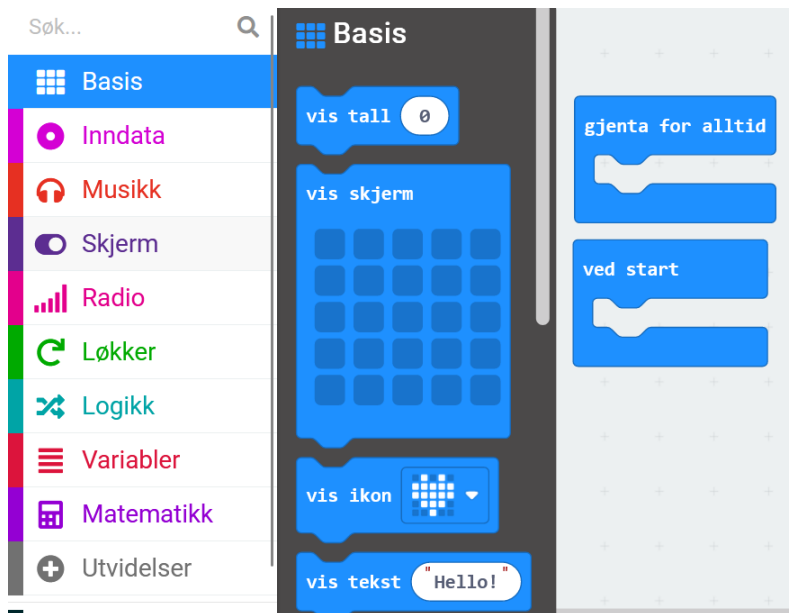 Søk...
Basis
Inndata
Musikk
Skjerm
Radio
Løkker
Logikk
Variabler
Matematikk
Utvidelser
Basis
vis tall 0
vis skjerm
vis ikon
vis tekst "Hello!"
gjenta for alltid
ved start